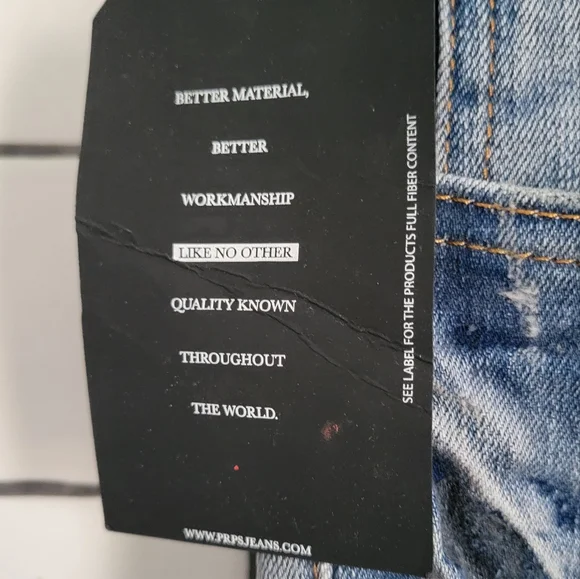 BETTER MATERIAL,
BETTER
WORKMANSHIP
LIKE NO OTHER
QUALITY KNOWN
THROUGHOUT
THE WORLD.
WWW.PRPSJEANS.COM
SEE LABEL FOR THE PRODUCTS FULL FIBER CONTENT